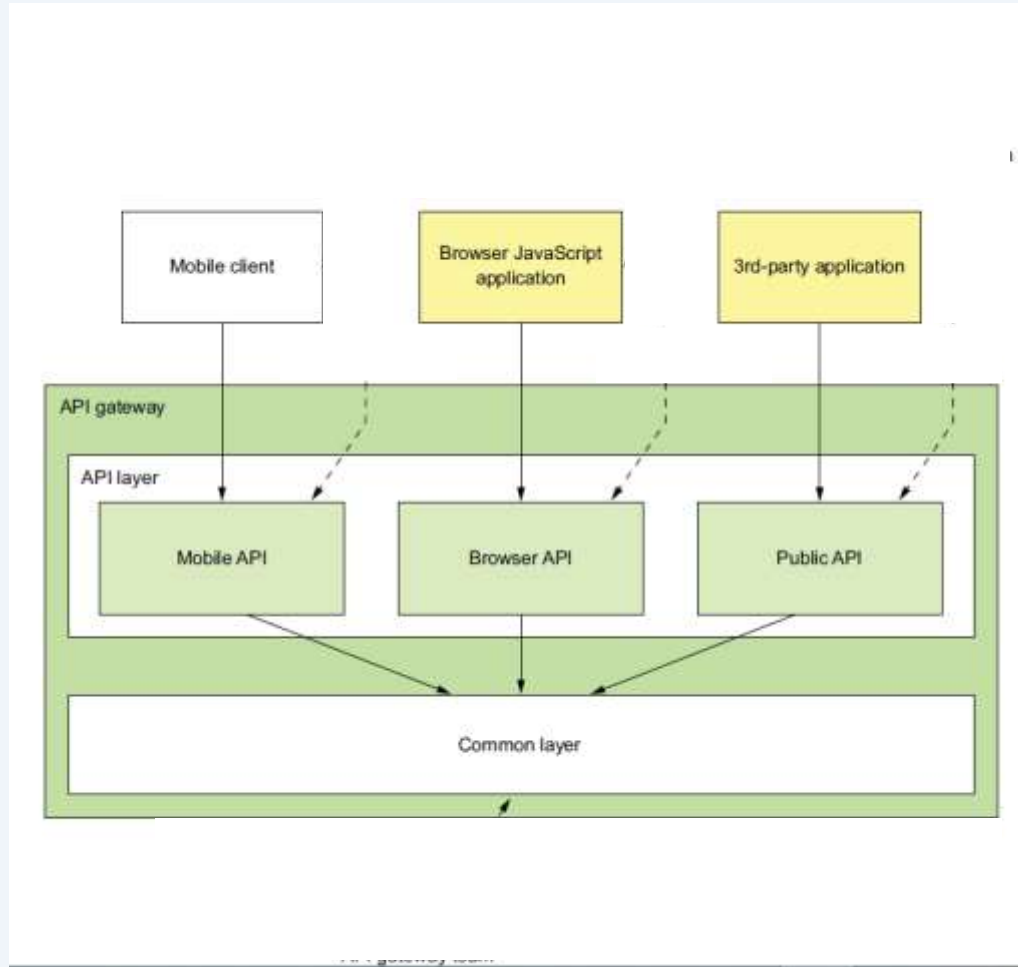 Mobile client
Browser JavaScript
application
3rd-party application
API gateway
API layer
Mobile API
Browser API
Public API
Common layer